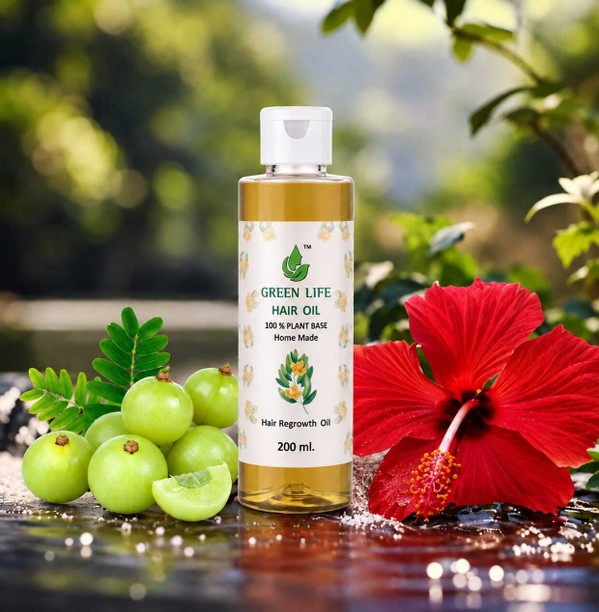 TM
GREEN LIFE
HAIR OIL
100 % PLANT BASE
Home Made
Hair Regrowth Oil
200 ml.